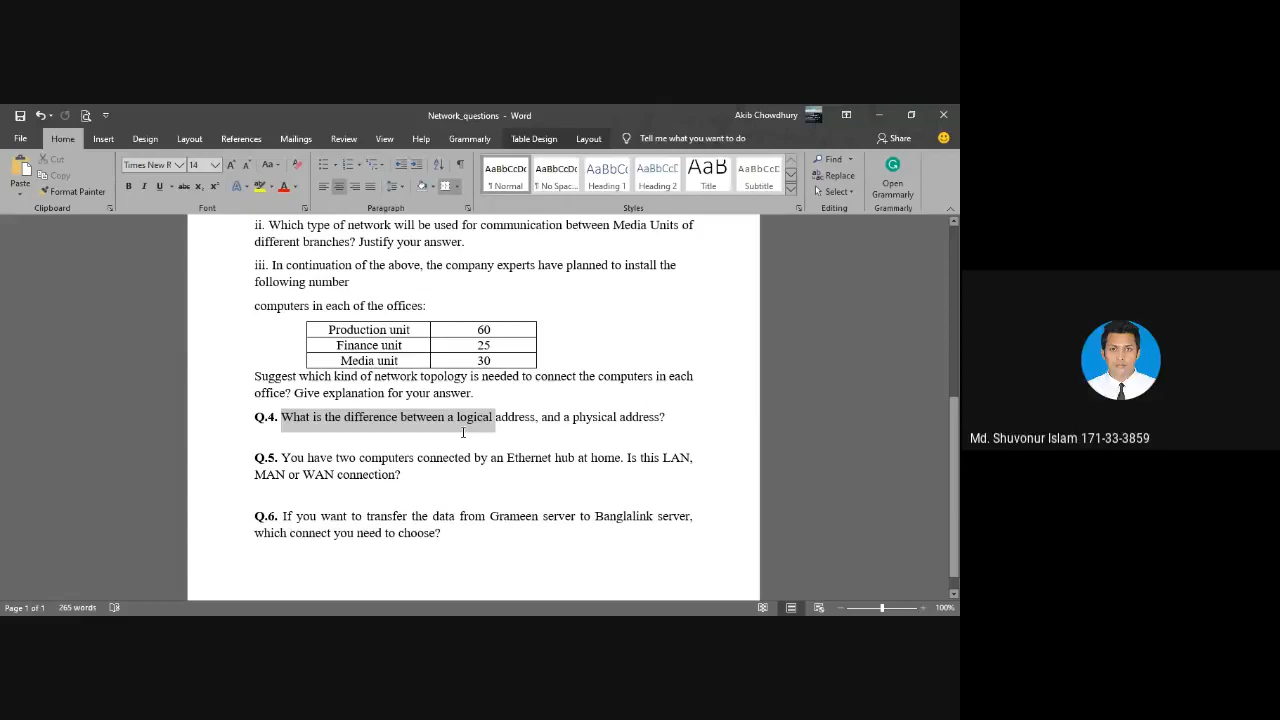 Network_questions - Word
Akib Chowdhury
File Home Insert Design Layout References Mailings Review View Help Grammarly Table Design Layout Tell me what you want to do Share
Paste
Cut
Copy
Format Painter
Times New R 14
Aa
B I U abc x₂ x² A A
AaBbCcDc ¶ Normal
AaBbCcDc ¶ No Spac...
AaBbCc Heading 1
AaBbCcD Heading 2
AaB Title
AaBbCcD Subtitle
Find
Replace
Select
Open
Grammarly
Clipboard Font Paragraph Styles Editing Grammarly
ii. Which type of network will be used for communication between Media Units of
different branches? Justify your answer.
iii. In continuation of the above, the company experts have planned to install the
following number
computers in each of the offices:
Production unit 60
Finance unit 25
Media unit 30
Suggest which kind of network topology is needed to connect the computers in each
office? Give explanation for your answer.
Q.4. What is the difference between a logical address, and a physical address?
Q.5. You have two computers connected by an Ethernet hub at home. Is this LAN,
MAN or WAN connection?
Q.6. If you want to transfer the data from Grameen server to Banglalink server,
which connect you need to choose?
Page 1 of 1 265 words 100%
Md. Shuvonur Islam 171-33-3859